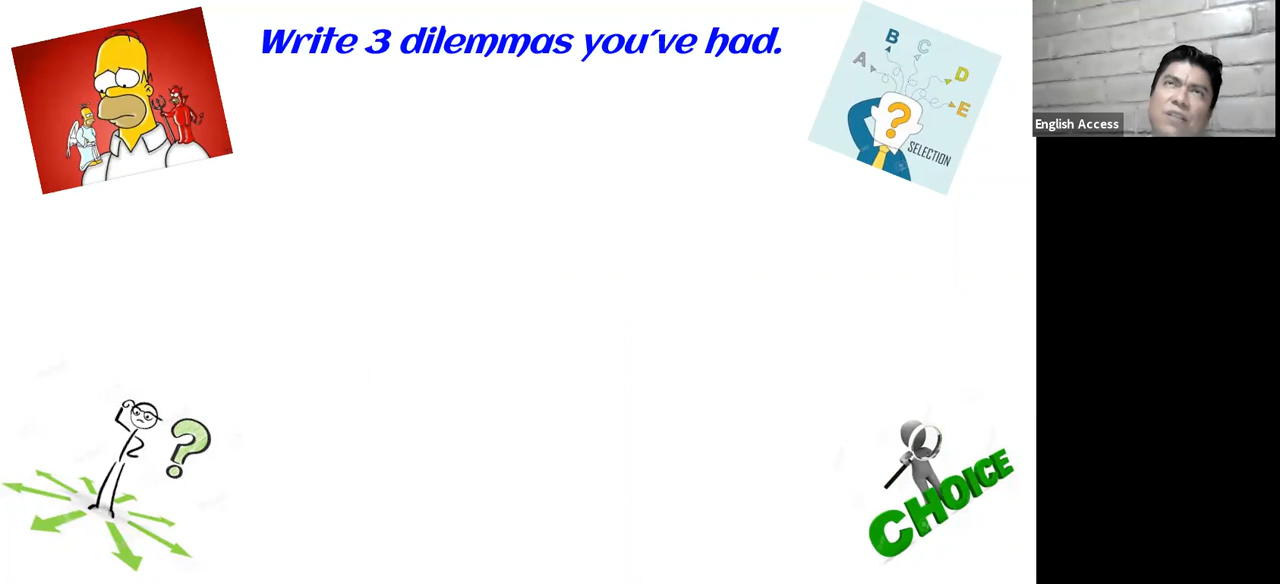 Write 3 dilemmas you've had.
A
B
C
D
E
?
SELECTION
English Access
?
CHOICE